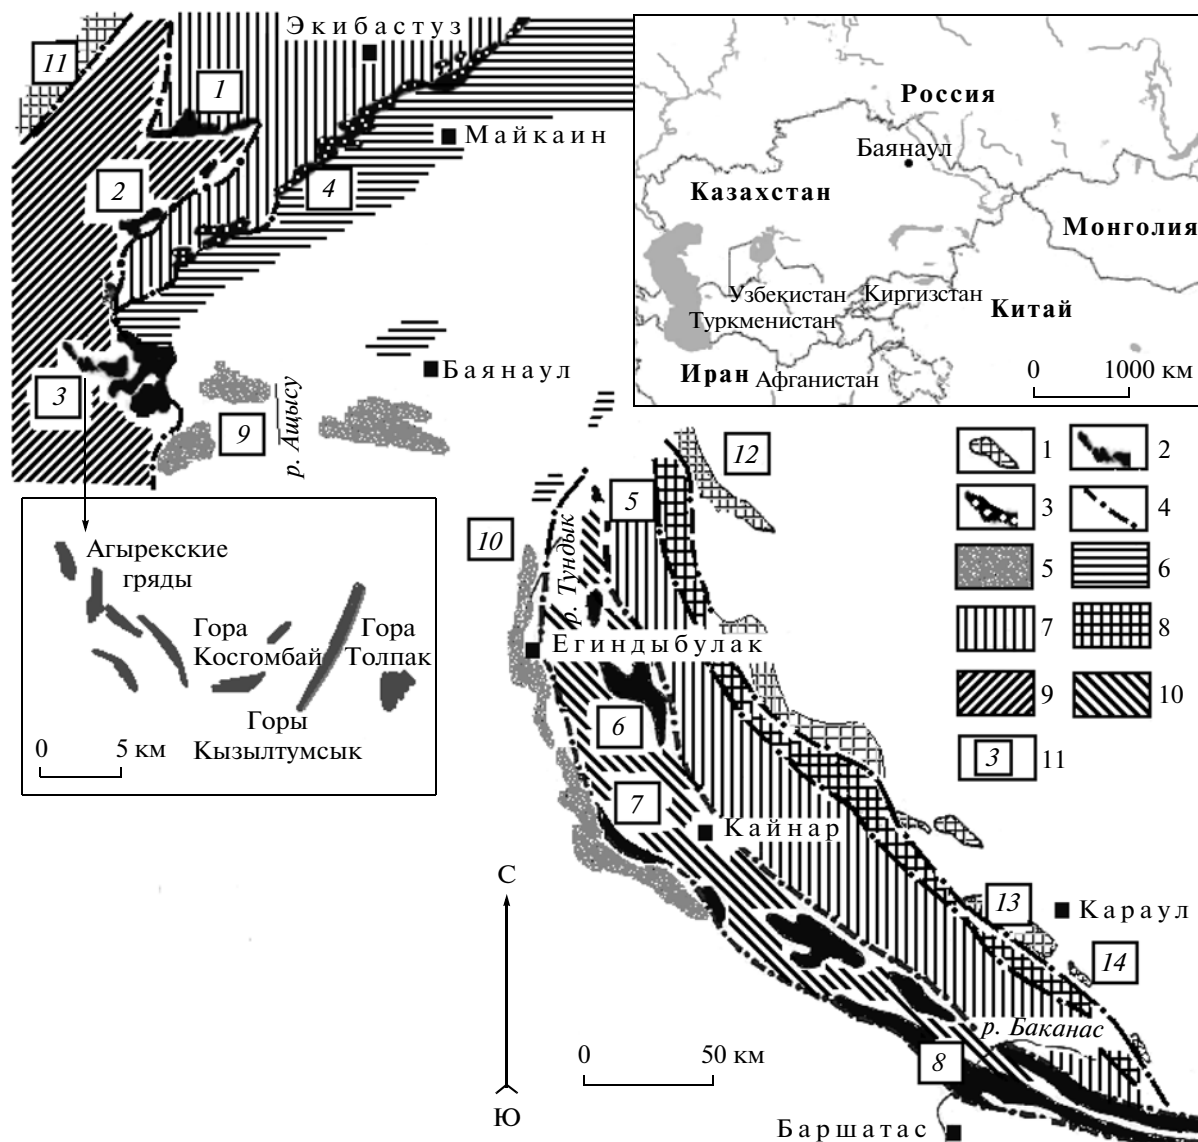 Экибастуз
11
1
Майкаин
2
4
3
Баянаул
9
р. Ащысу
Россия
Баянаул
Казахстан
Монголия
Узбекистан
Киргизстан
Китай
Туркменистан
Иран
Афганистан
0 1000 км
12
5
10
р. Тундык
Егиндыбулак
6
7
Кайнар
13
Караул
14
р. Баканас
8
Баршатас
1 2
3 4
5 6
7 8
9 10
3 11
Агырекские
гряды
Гора
Косгомбай
Гора
Толпак
Горы
Кызылтумсык
0 5 км
С
Ю
0 50 км